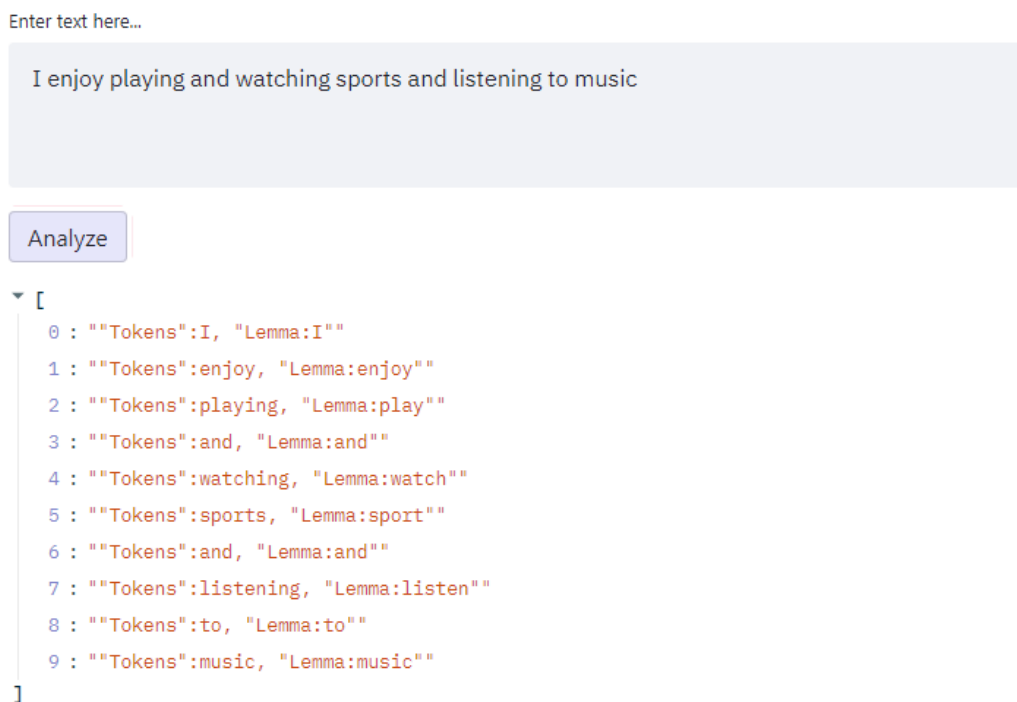 Enter text here...
I enjoy playing and watching sports and listening to music
Analyze
[
0 : ""Tokens":I, "Lemma:I""
1 : ""Tokens":enjoy, "Lemma:enjoy""
2 : ""Tokens":playing, "Lemma:play""
3 : ""Tokens":and, "Lemma:and""
4 : ""Tokens":watching, "Lemma:watch""
5 : ""Tokens":sports, "Lemma:sport""
6 : ""Tokens":and, "Lemma:and""
7 : ""Tokens":listening, "Lemma:listen""
8 : ""Tokens":to, "Lemma:to""
9 : ""Tokens":music, "Lemma:music""
]